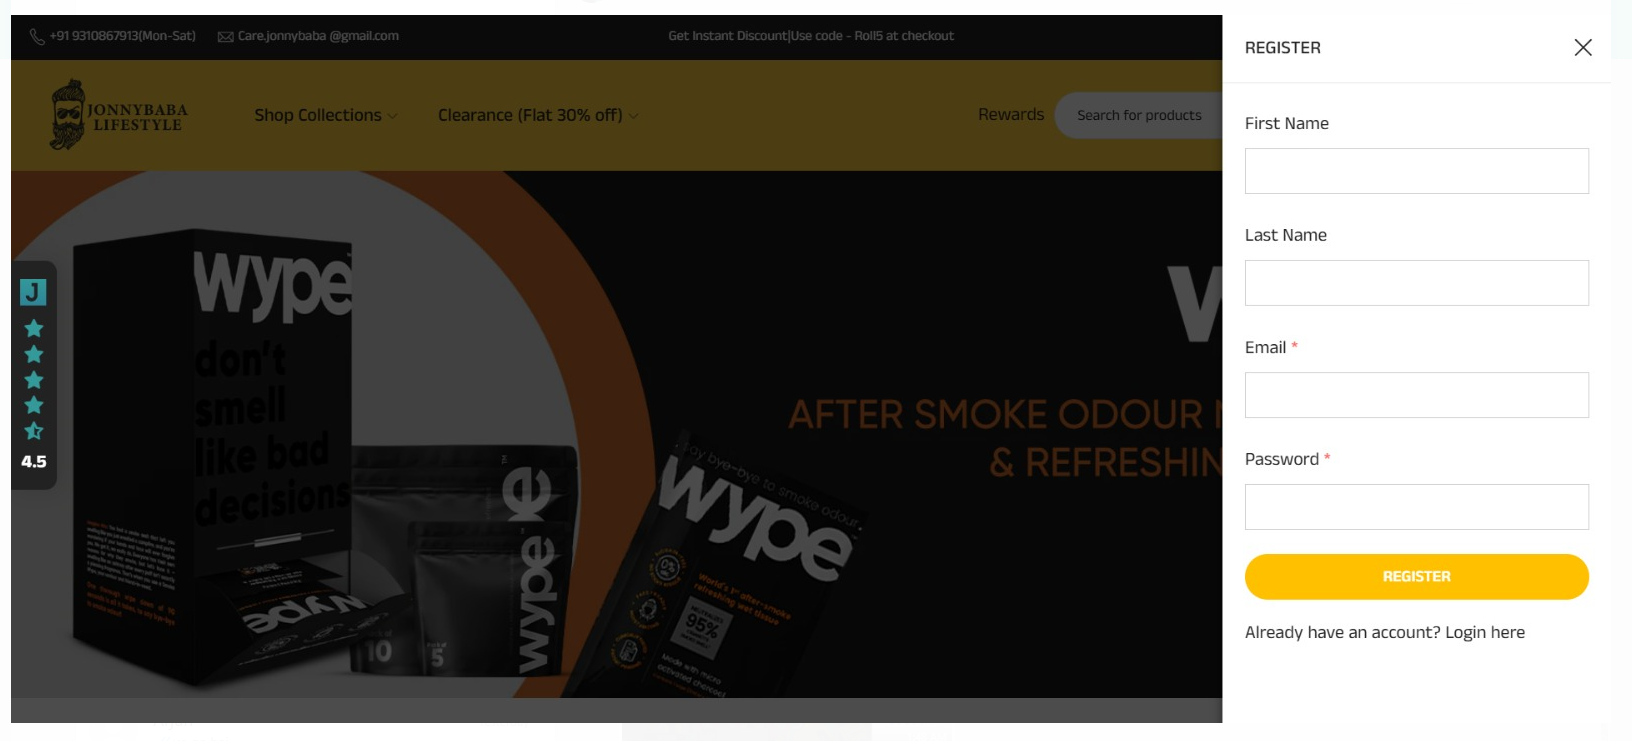 +91 9310867913(Mon-Sat)
Care.jonnybaba @gmail.com
Get Instant Discount|Use code - Roll5 at checkout
JONNYBABA
LIFESTYLE
Shop Collections
Clearance (Flat 30% off)
Rewards
Search for products
wype
don't
smell
like bad
decisions
J
4.5
wype
10
wype
5
wype
Say bye-bye to smoke odour.
wype
World's 1st after-smoke
refreshing wet tissue
95%
Made with micro
activated charcoal
AFTER SMOKE ODOUR
& REFRESHIN
REGISTER
First Name
Last Name
Email *
Password *
REGISTER
Already have an account? Login here